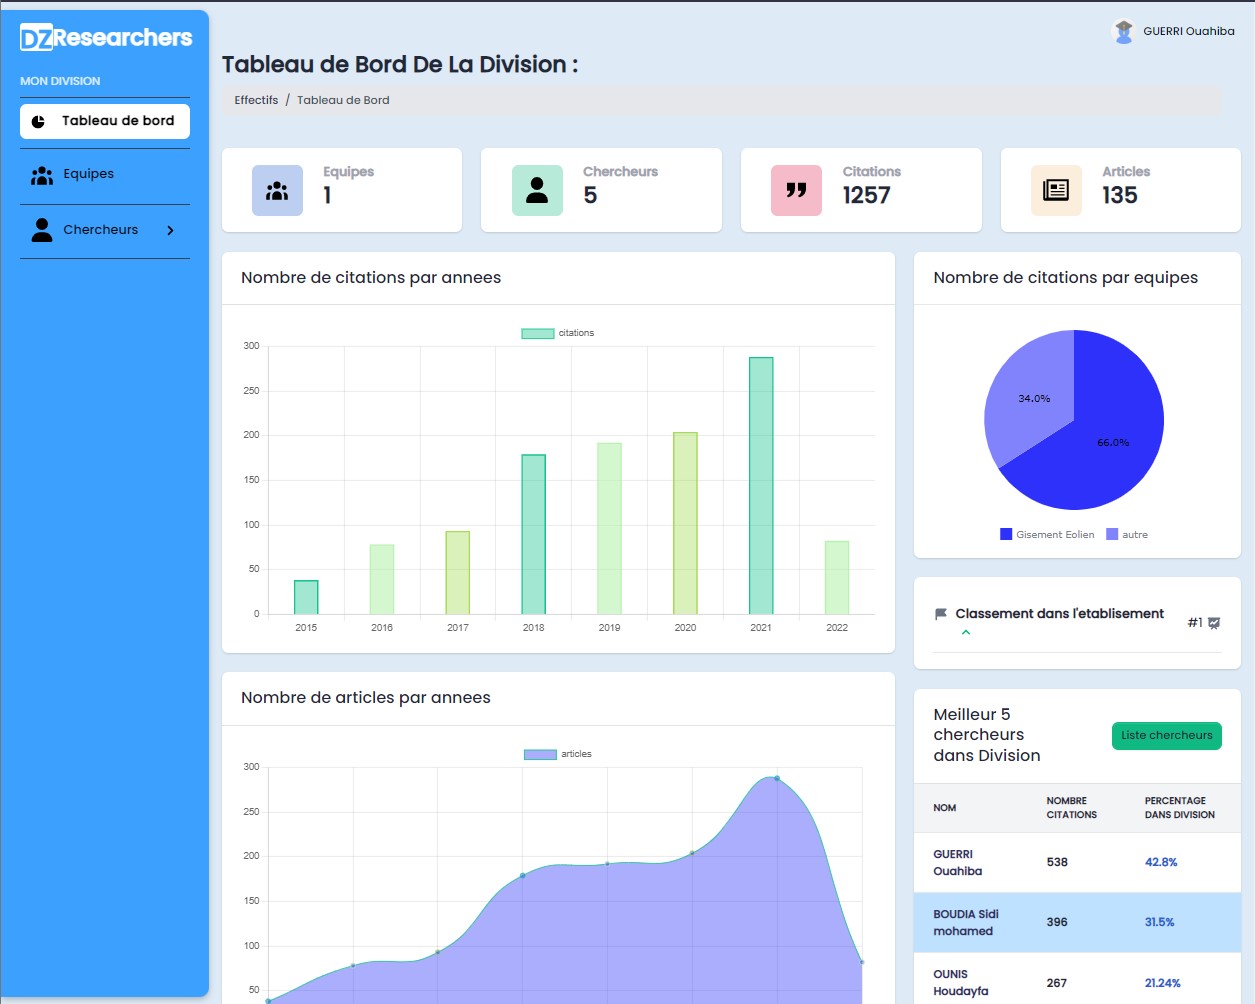 DZResearchers
GUERRI Ouahiba
MON DIVISION
Tableau de bord
Equipes
Chercheurs
Tableau de Bord De La Division :
Effectifs / Tableau de Bord
Equipes
1
Chercheurs
5
Citations
1257
Articles
135
Nombre de citations par annees
citations
300
250
200
150
100
50
0
2015 2016 2017 2018 2019 2020 2021 2022
Nombre de citations par equipes
34.0%
66.0%
Gisement Eolien autre
Classement dans l'etablisement
#1
Nombre de articles par annees
articles
300
250
200
150
100
50
Meilleur 5
chercheurs
dans Division
Liste chercheurs
NOM NOMBRE CITATIONS PERCENTAGE DANS DIVISION
GUERRI Ouahiba 538 42.8%
BOUDIA Sidi mohamed 396 31.5%
OUNIS Houdayfa 267 21.24%